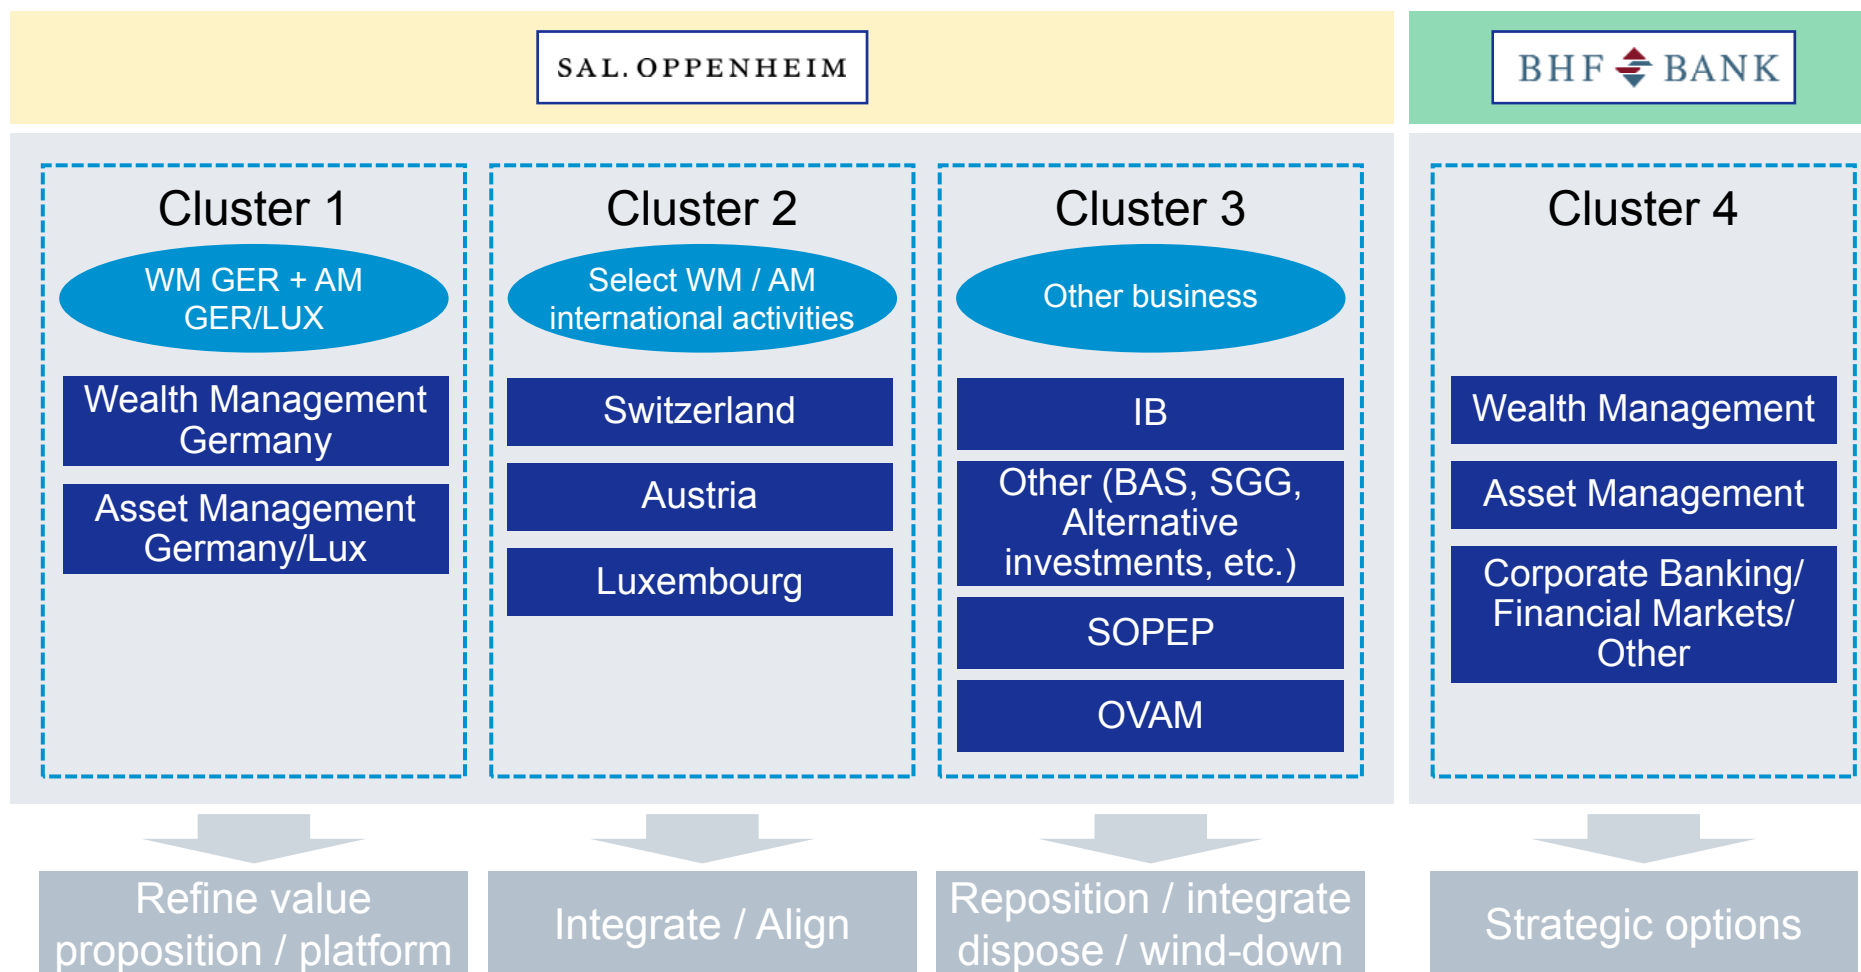 SAL. OPPENHEIM
BHF BANK
Cluster 1
WM GER + AM
GER/LUX
Wealth Management
Germany
Asset Management
Germany/Lux
Cluster 2
Select WM / AM
international activities
Switzerland
Austria
Luxembourg
Cluster 3
Other business
IB
Other (BAS, SGG,
Alternative
investments, etc.)
SOPEP
OVAM
Cluster 4
Wealth Management
Asset Management
Corporate Banking/
Financial Markets/
Other
Refine value
proposition / platform
Integrate / Align
Reposition / integrate
dispose / wind-down
Strategic options